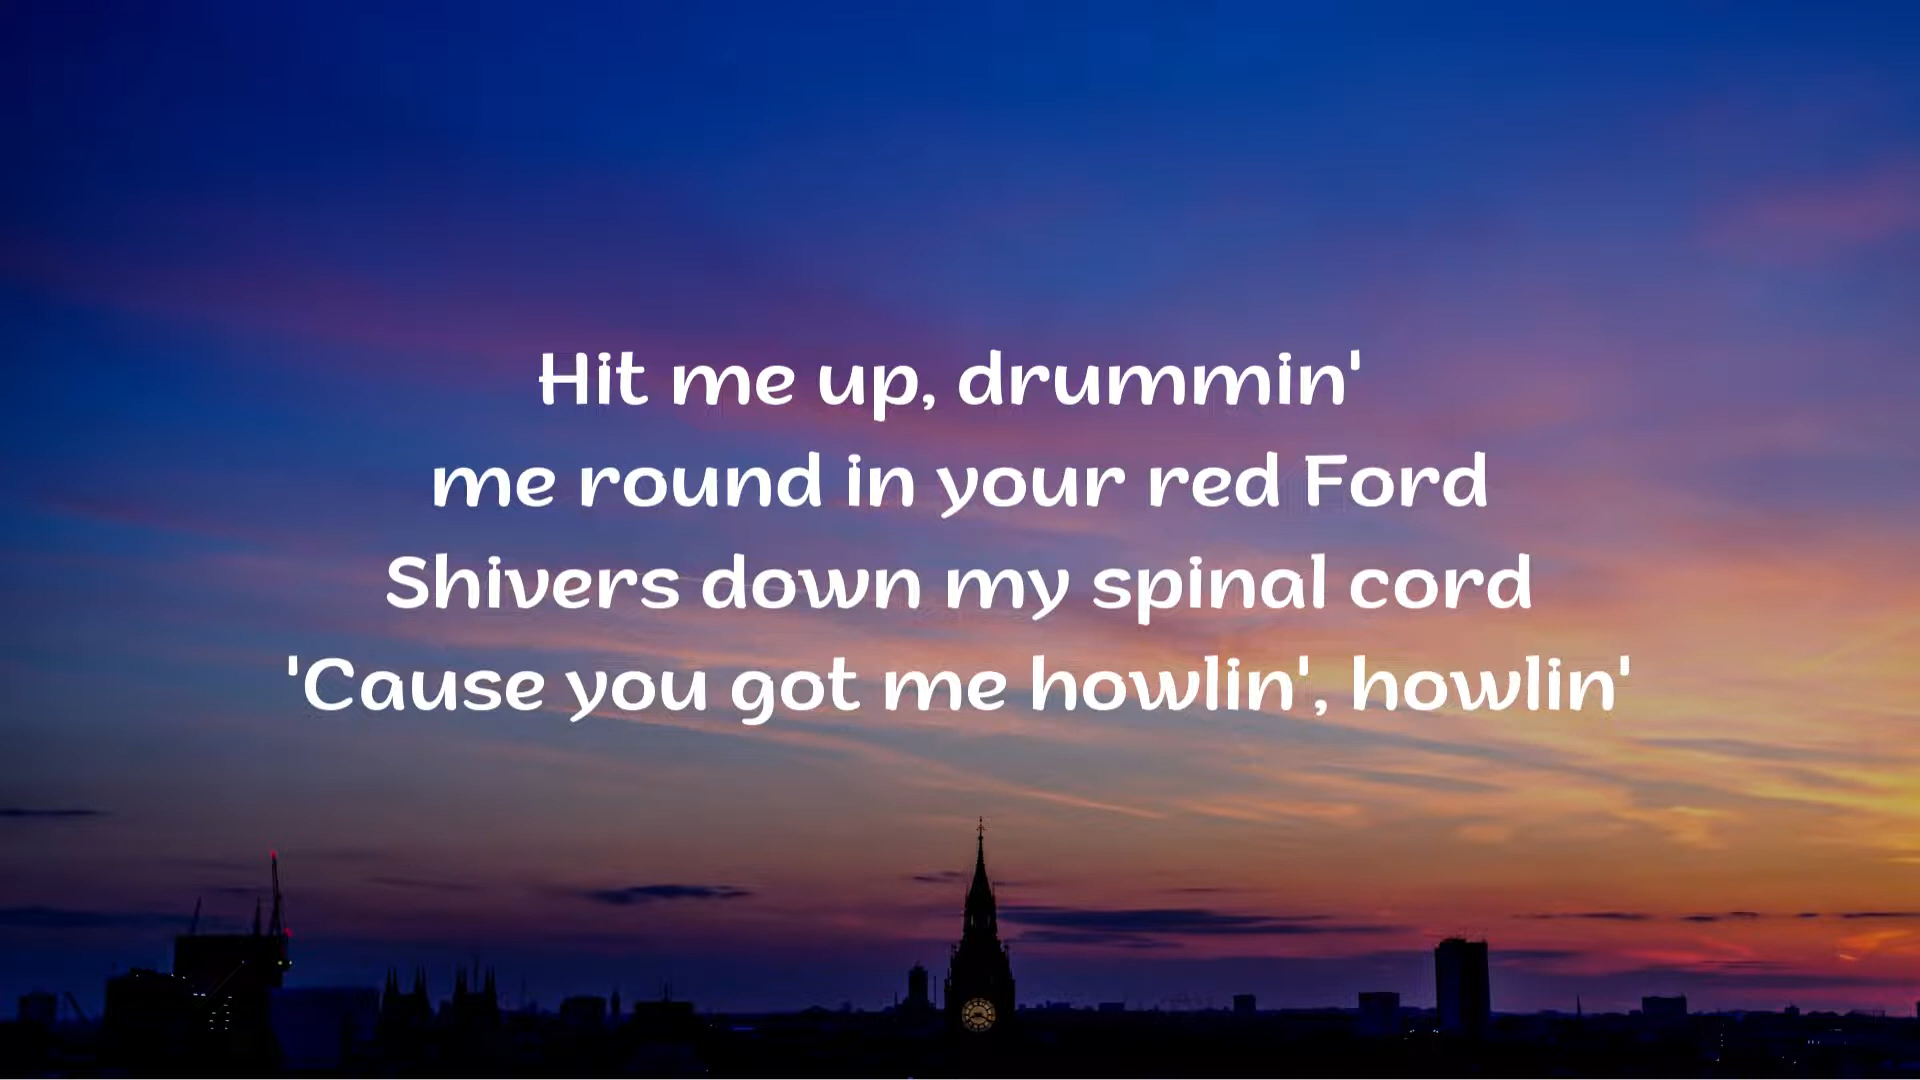 Hit me up, drummin'
me round in your red Ford
Shivers down my spinal cord
'Cause you got me howlin', howlin'